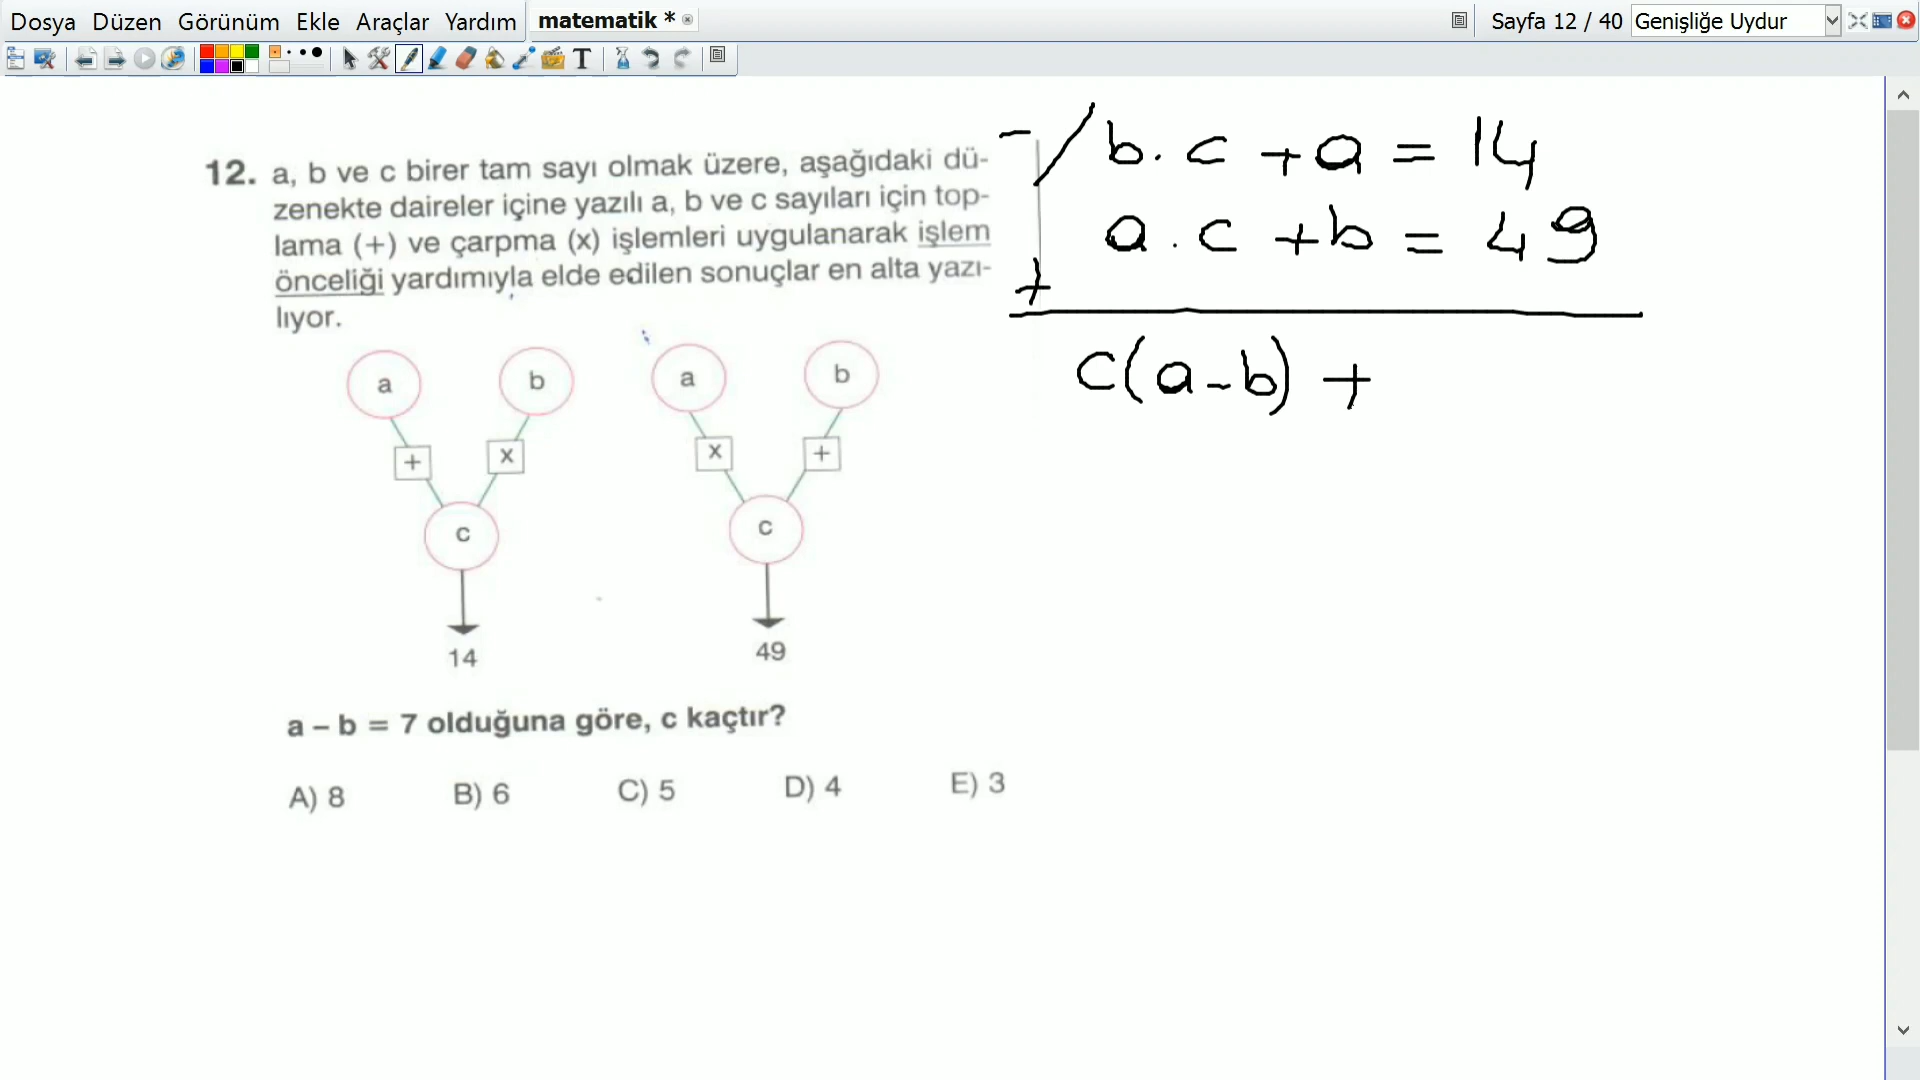 Dosya Düzen Görünüm Ekle Araçlar Yardım
matematik *
Sayfa 12 / 40 Genişliğe Uydur
12. a, b ve c birer tam sayı olmak üzere, aşağıdaki dü-
zenekte daireler içine yazılı a, b ve c sayıları için top-
lama (+) ve çarpma (x) işlemleri uygulanarak işlem
önceliği yardımıyla elde edilen sonuçlar en alta yazı-
lıyor.
a b a b
+ x x +
c c
14 49
a – b = 7 olduğuna göre, c kaçtır?
A) 8 B) 6 C) 5 D) 4 E) 3
-/ b.c + a = 14
a.c + b = 49
+
c(a-b) +